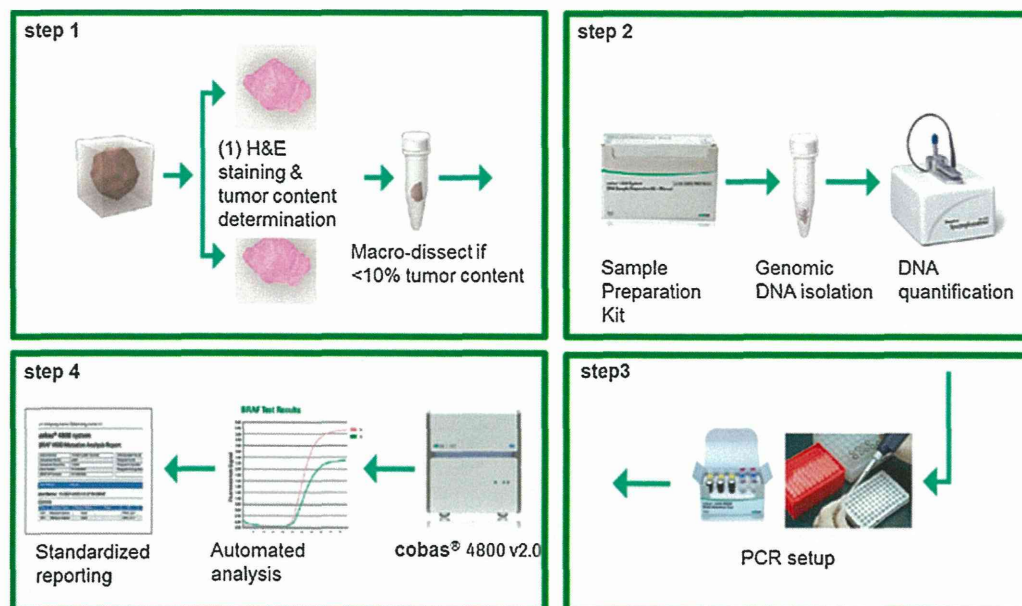 step 1
(1) H&E
staining &
tumor content
determination
Macro-dissect if
<10% tumor content
step 2
Sample
Preparation
Kit
Genomic
DNA isolation
DNA
quantification
step3
PCR setup
step 4
cobas® 4800 v2.0
BRAF Test Results
Automated
analysis
cobas® 4800 system
Standardized
reporting